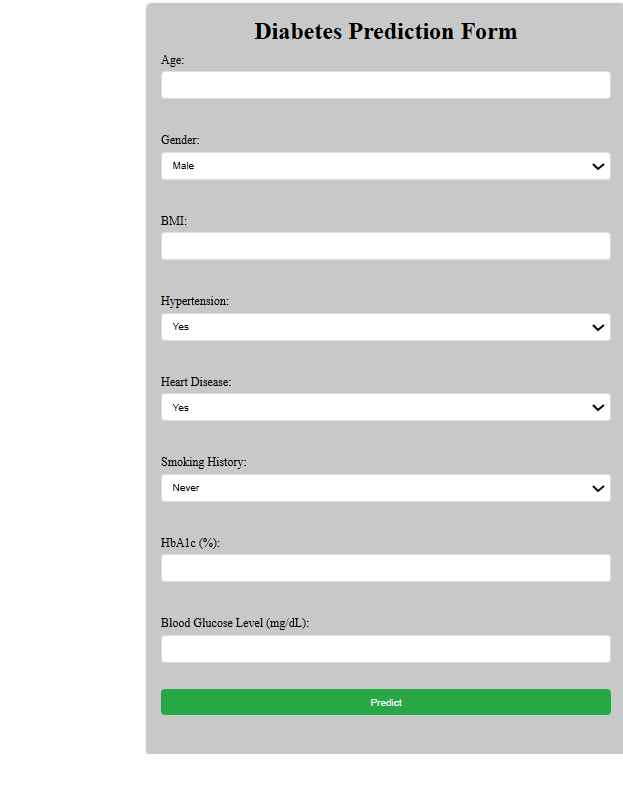 Diabetes Prediction Form
Age:
Gender:
Male
BMI:
Hypertension:
Yes
Heart Disease:
Yes
Smoking History:
Never
HbA1c (%):
Blood Glucose Level (mg/dL):
Predict